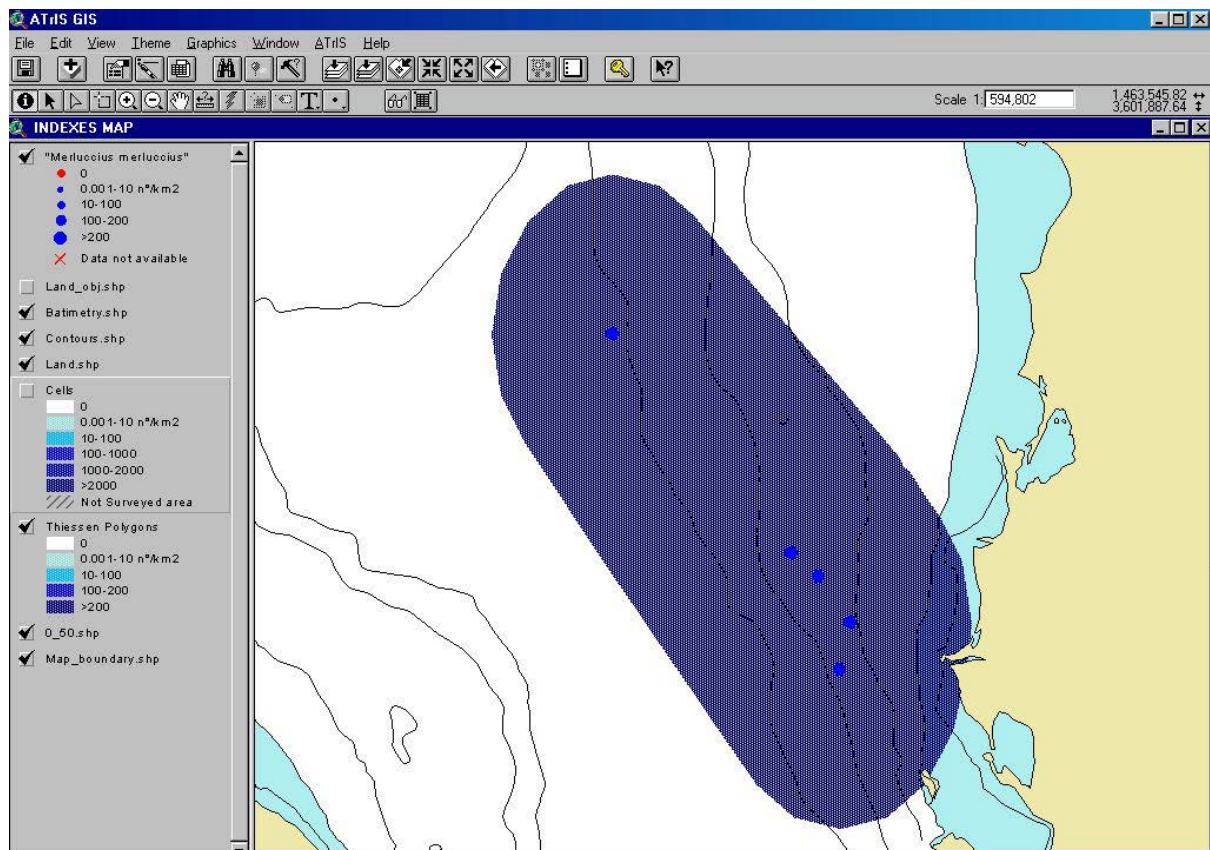 ATrIS GIS
File Edit View Theme Graphics Window ATrIS Help
Scale 1: 594,802
1,463,545.82
3,601,887.64
INDEXES MAP
"Merluccius merluccius"
0
0.001-10 nº/km2
10-100
100-200
>200
Data not available
Land_obj.shp
Batimetry.shp
Contours.shp
Land.shp
Cells
0
0.001-10 nº/km2
10-100
100-1000
1000-2000
>2000
Not Surveyed area
Thiessen Polygons
0
0.001-10 nº/km2
10-100
100-200
>200
0_50.shp
Map_boundary.shp